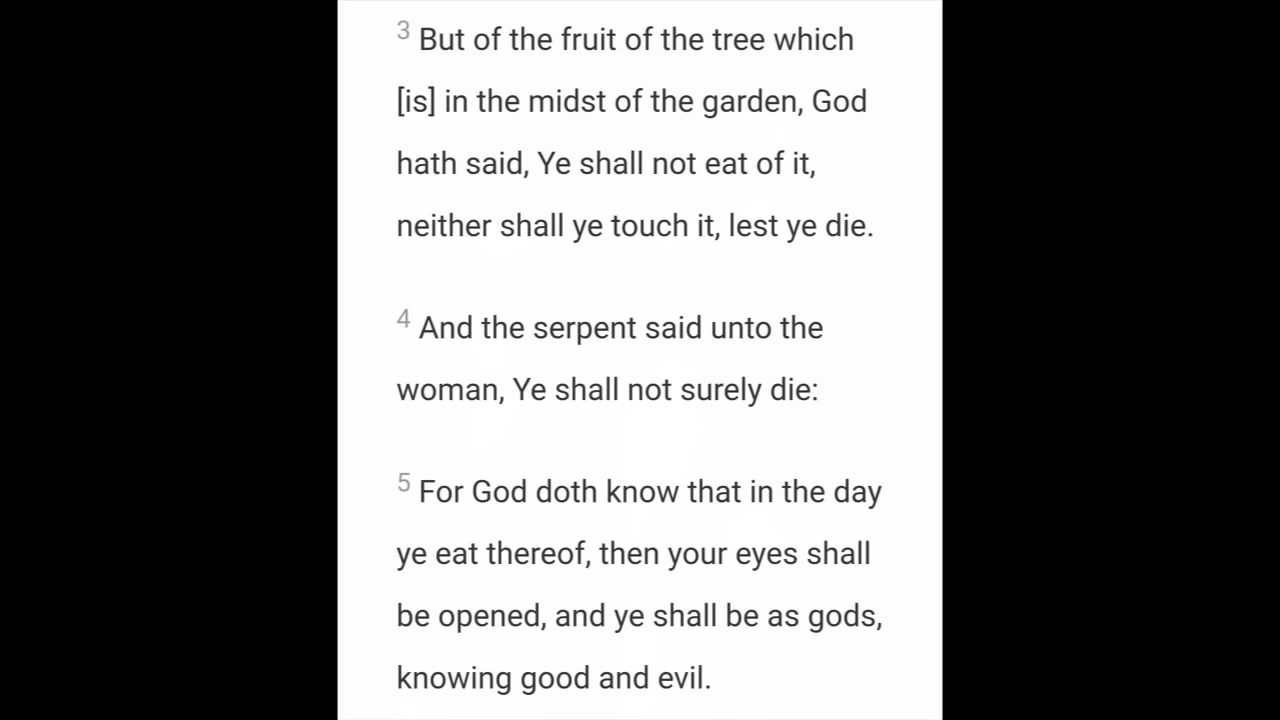 3 But of the fruit of the tree which
[is] in the midst of the garden, God
hath said, Ye shall not eat of it,
neither shall ye touch it, lest ye die.
4 And the serpent said unto the
woman, Ye shall not surely die:
5 For God doth know that in the day
ye eat thereof, then your eyes shall
be opened, and ye shall be as gods,
knowing good and evil.